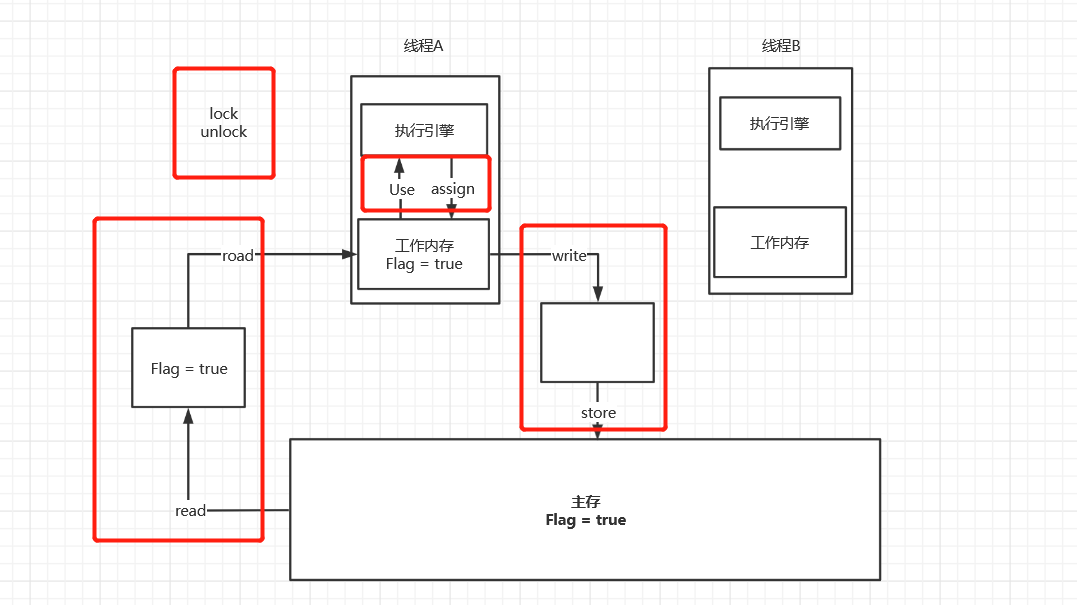 线程A
线程B
lock
unlock
执行引擎
执行引擎
Use
assign
工作内存
Flag = true
工作内存
road
write
Flag = true
store
read
主存
Flag = true